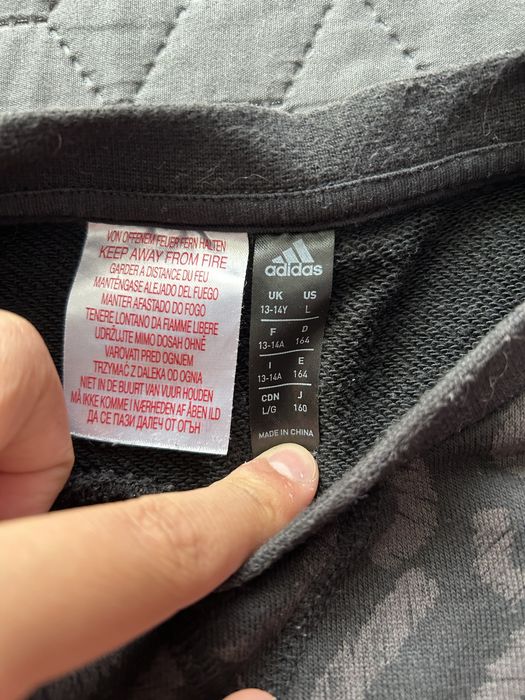 VON OFFENEM FEUER FERN HALTEN
KEEP AWAY FROM FIRE
GARDER A DISTANCE DU FEU
MANTÉNGASE ALEJADO DEL FUEGO
MANTER AFASTADO DO FOGO
TENERE LONTANO DA FIAMME LIBERE
UDRŽUJTE MIMO DOSAH OHNĚ
VAROVATI PRED OGNJEM
TRZYMAĆ Z DALEKA OD OGNIA
NIET IN DE BUURT VAN VUUR HOUDEN
MÅ IKKE KOMME I NÆRHEDEN AF ÅBEN ILD
ДА СЕ ПАЗИ ДАЛЕЧ ОТ ОГЪН
adidas
UK US
13-14Y L
F D
13-14A 164
I E
13-14A 164
CDN J
L/G 160
MADE IN CHINA